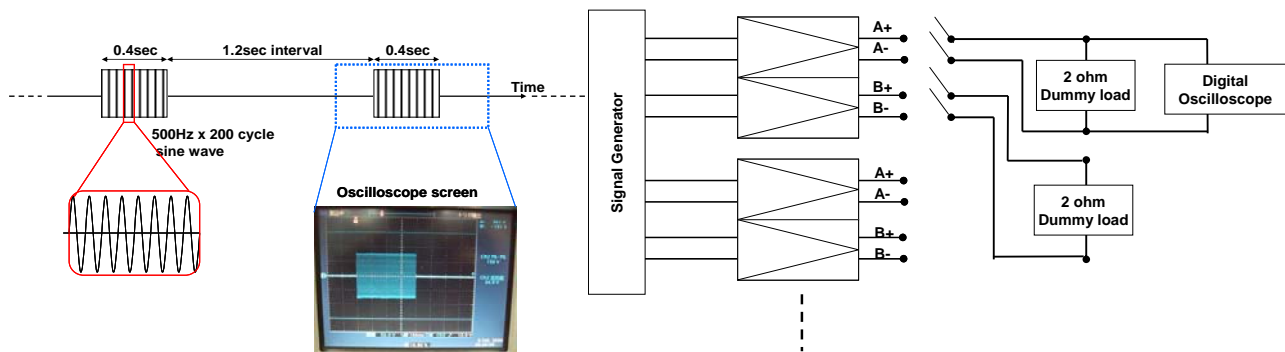 0.4sec
1.2sec interval
0.4sec
Time
500Hz x 200 cycle
sine wave
Oscilloscope screen
Signal Generator
A+
A-
B+
B-
A+
A-
B+
B-
2 ohm
Dummy load
Digital
Oscilloscope
2 ohm
Dummy load